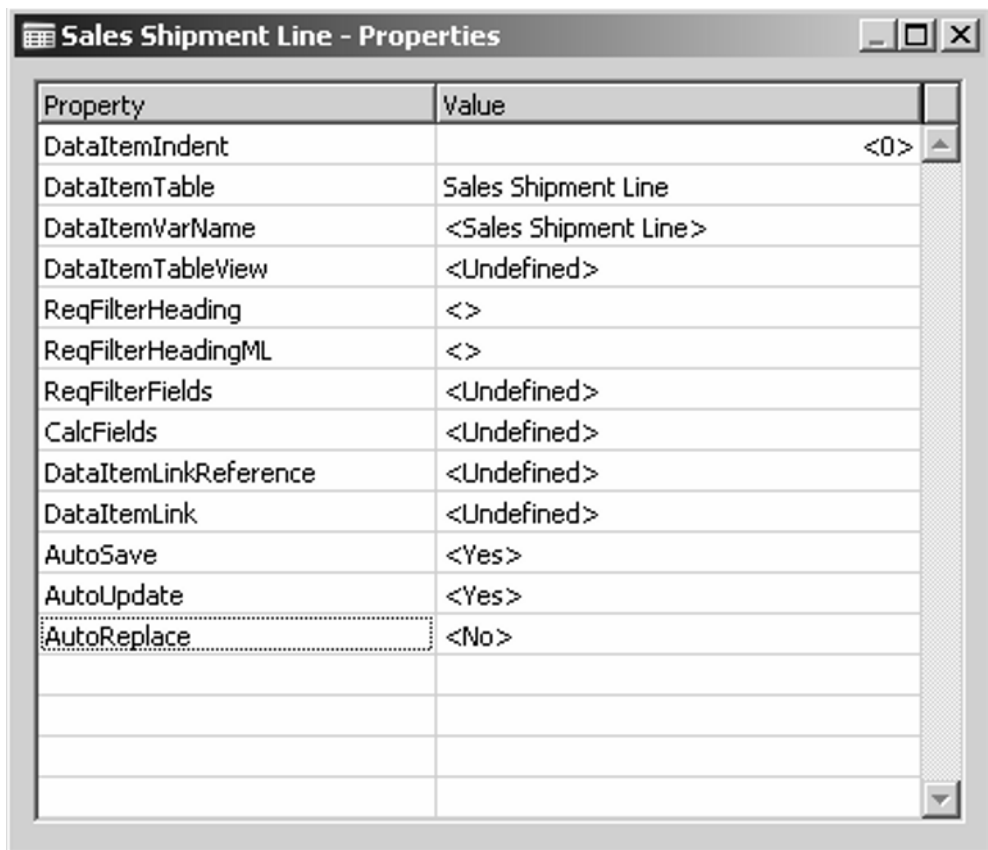 Sales Shipment Line - Properties
Property Value
DataItemIndent <0>
DataItemTable Sales Shipment Line
DataItemVarName <Sales Shipment Line>
DataItemTableView <Undefined>
ReqFilterHeading <>
ReqFilterHeadingML <>
ReqFilterFields <Undefined>
CalcFields <Undefined>
DataItemLinkReference <Undefined>
DataItemLink <Undefined>
AutoSave <Yes>
AutoUpdate <Yes>
AutoReplace <No>